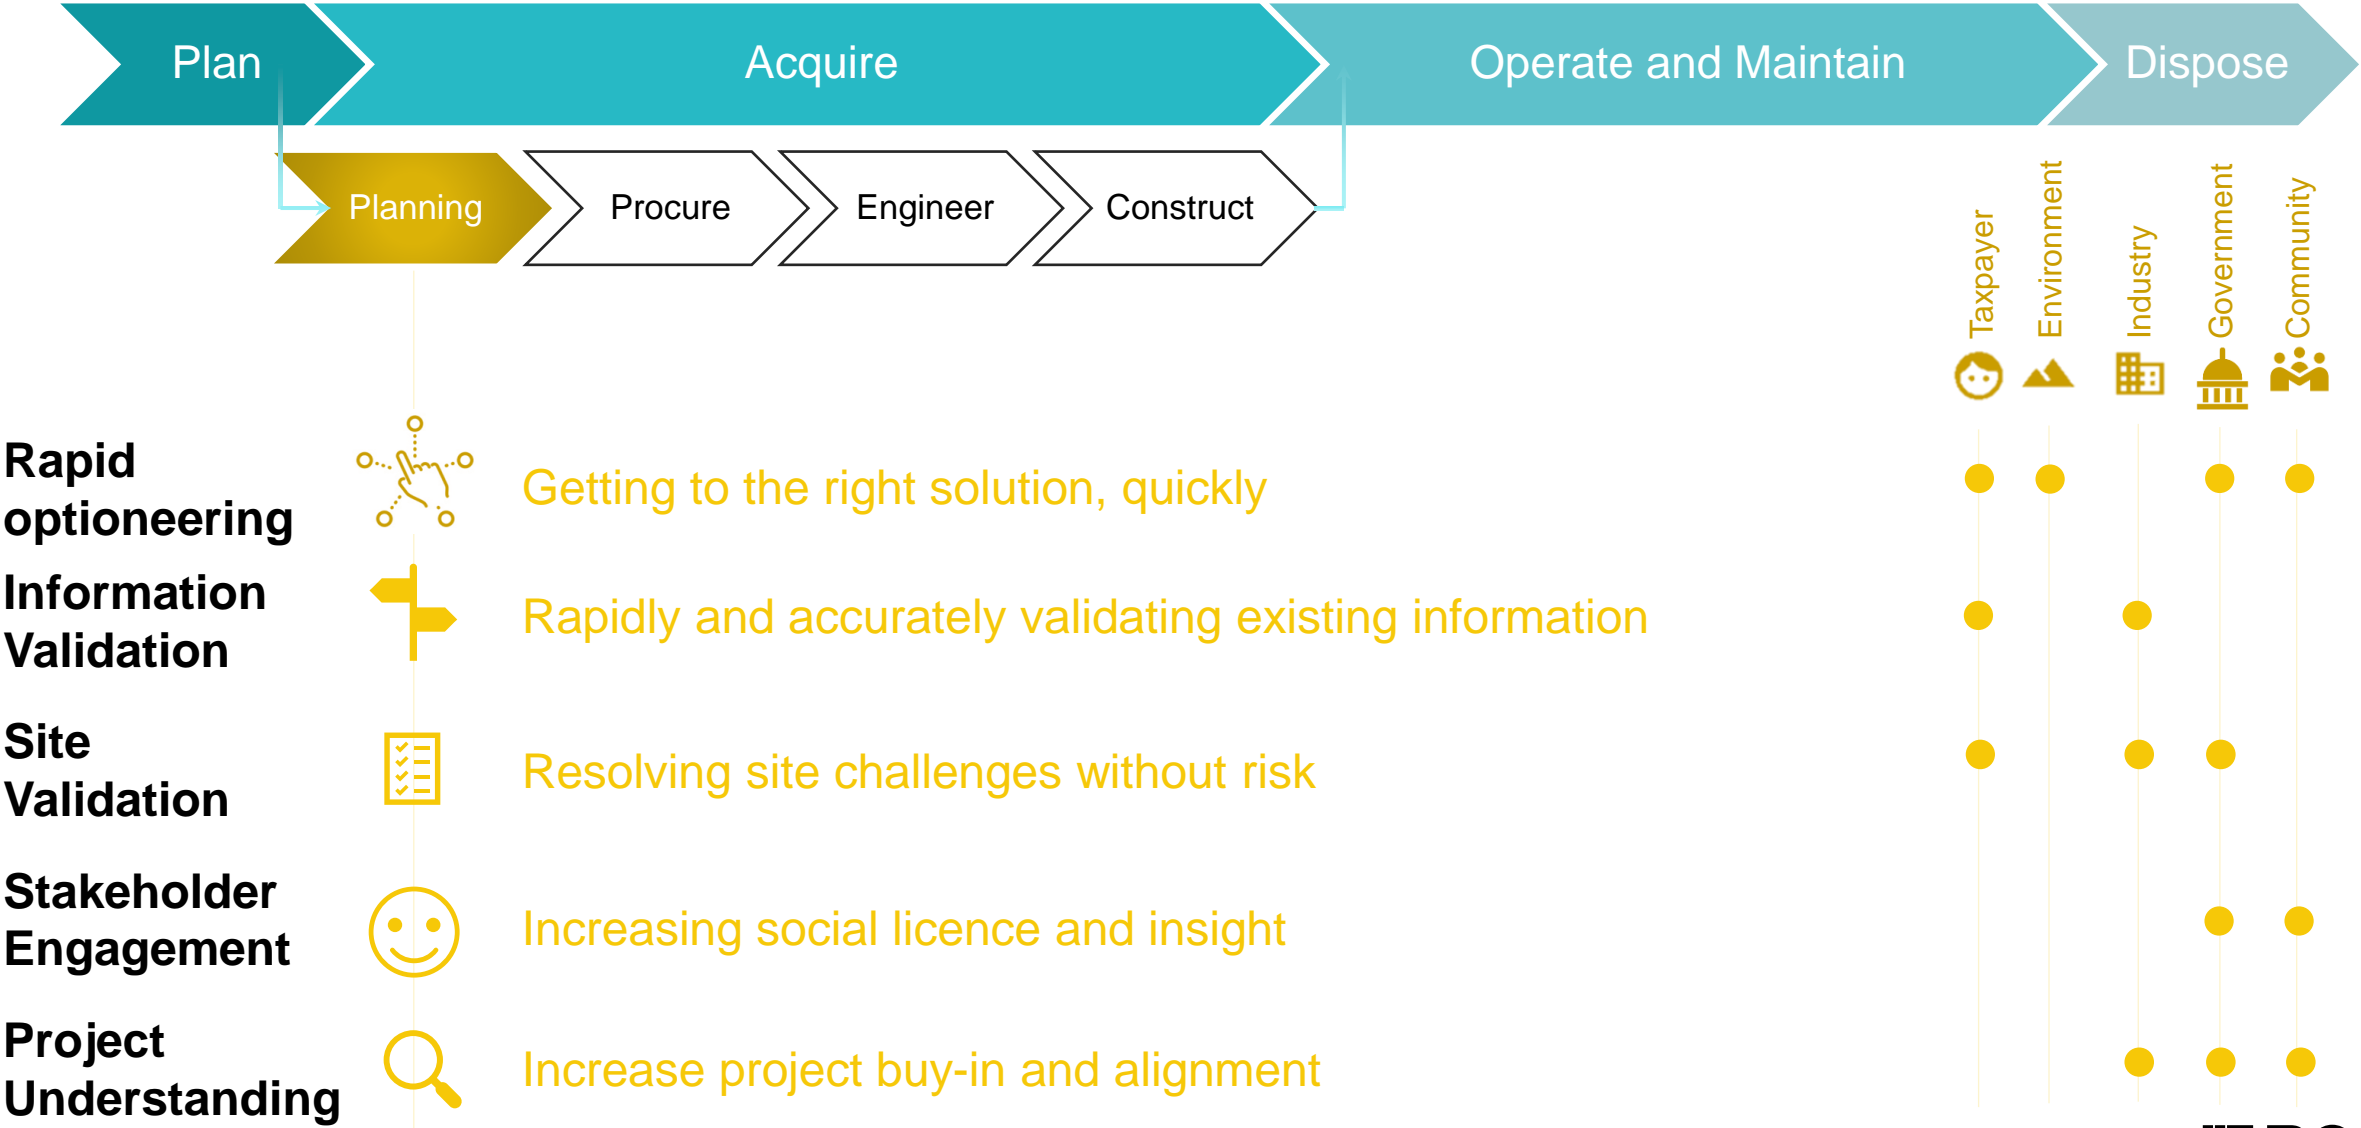 Plan
Acquire
Operate and Maintain
Dispose
Planning
Procure
Engineer
Construct
Taxpayer
Environment
Industry
Government
Community
Rapid
optioneering
Getting to the right solution, quickly
Information
Validation
Rapidly and accurately validating existing information
Site
Validation
Resolving site challenges without risk
Stakeholder
Engagement
Increasing social licence and insight
Project
Understanding
Increase project buy-in and alignment